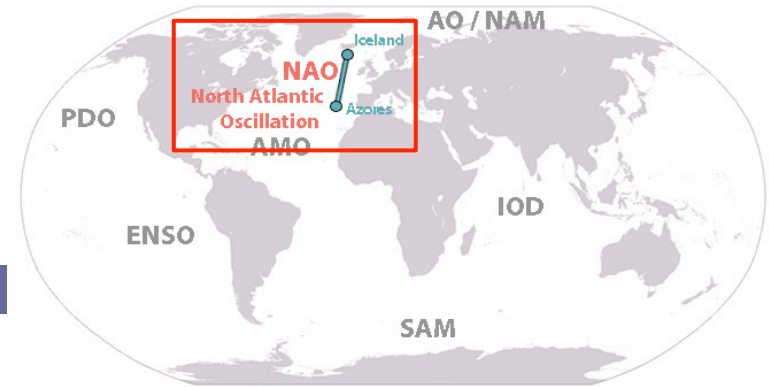 AO / NAM
Iceland
NAO
North Atlantic
Oscillation
Azores
PDO
AMO
IOD
ENSO
SAM